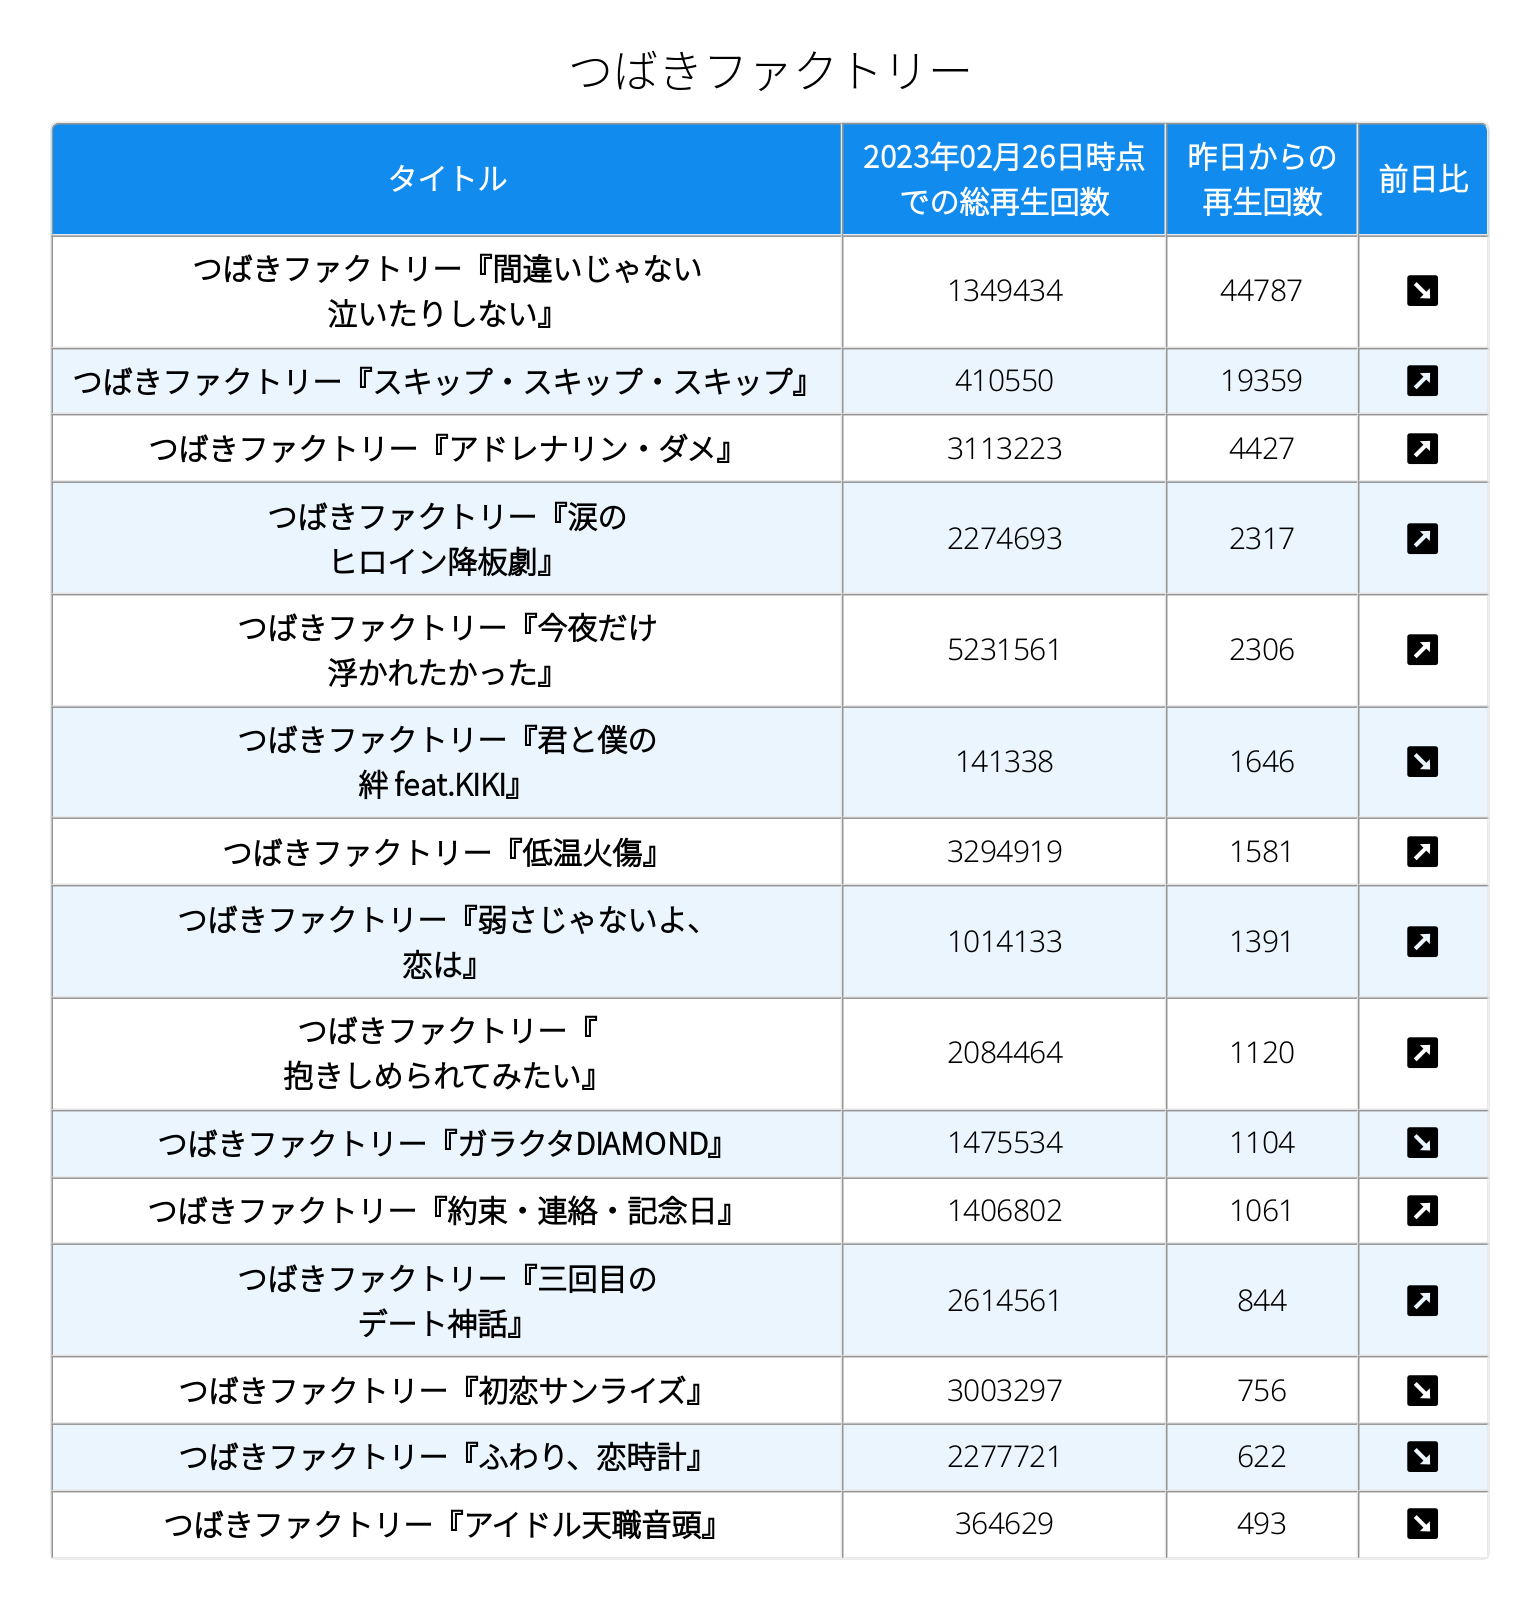 つばきファクトリー
タイトル
2023年02月26日時点
での総再生回数
昨日からの
再生回数
前日比
つばきファクトリー『間違いじゃない
泣いたりしない』
1349434
44787
つばきファクトリー『スキップ・スキップ・スキップ』
410550
19359
つばきファクトリー『アドレナリン・ダメ』
3113223
4427
つばきファクトリー『涙の
ヒロイン降板劇』
2274693
2317
つばきファクトリー『今夜だけ
浮かれたかった』
5231561
2306
つばきファクトリー『君と僕の
絆 feat.KIKI』
141338
1646
つばきファクトリー『低温火傷』
3294919
1581
つばきファクトリー『弱さじゃないよ、
恋は』
1014133
1391
つばきファクトリー『
抱きしめられてみたい』
2084464
1120
つばきファクトリー『ガラクタDIAMOND』
1475534
1104
つばきファクトリー『約束・連絡・記念日』
1406802
1061
つばきファクトリー『三回目の
デート神話』
2614561
844
つばきファクトリー『初恋サンライズ』
3003297
756
つばきファクトリー『ふわり、恋時計』
2277721
622
つばきファクトリー『アイドル天職音頭』
364629
493